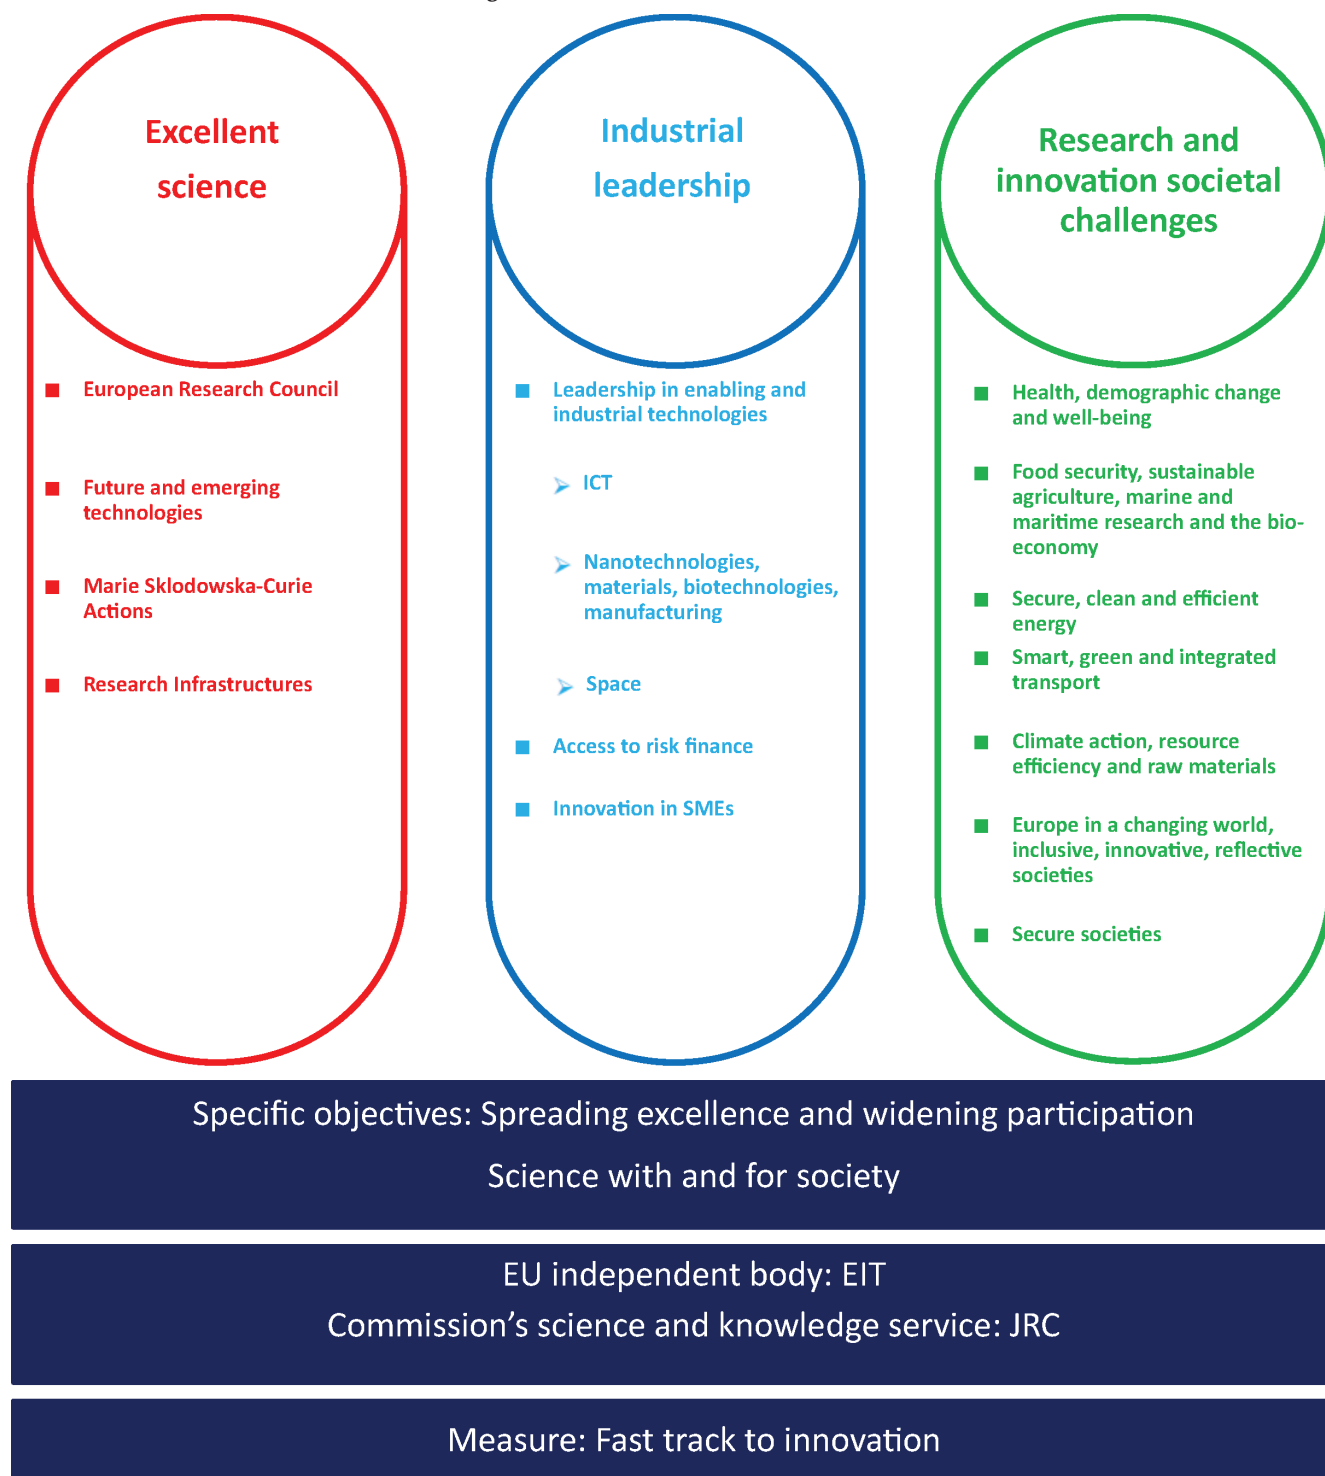 Excellent
science
European Research Council
Future and emerging
technologies
Marie Sklodowska-Curie
Actions
Research Infrastructures
Industrial
leadership
Leadership in enabling and
industrial technologies
ICT
Nanotechnologies,
materials, biotechnologies,
manufacturing
Space
Access to risk finance
Innovation in SMEs
Research and
innovation societal
challenges
Health, demographic change
and well-being
Food security, sustainable
agriculture, marine and
maritime research and the bio-
economy
Secure, clean and efficient
energy
Smart, green and integrated
transport
Climate action, resource
efficiency and raw materials
Europe in a changing world,
inclusive, innovative, reflective
societies
Secure societies
Specific objectives: Spreading excellence and widening participation
Science with and for society
EU independent body: EIT
Commission’s science and knowledge service: JRC
Measure: Fast track to innovation